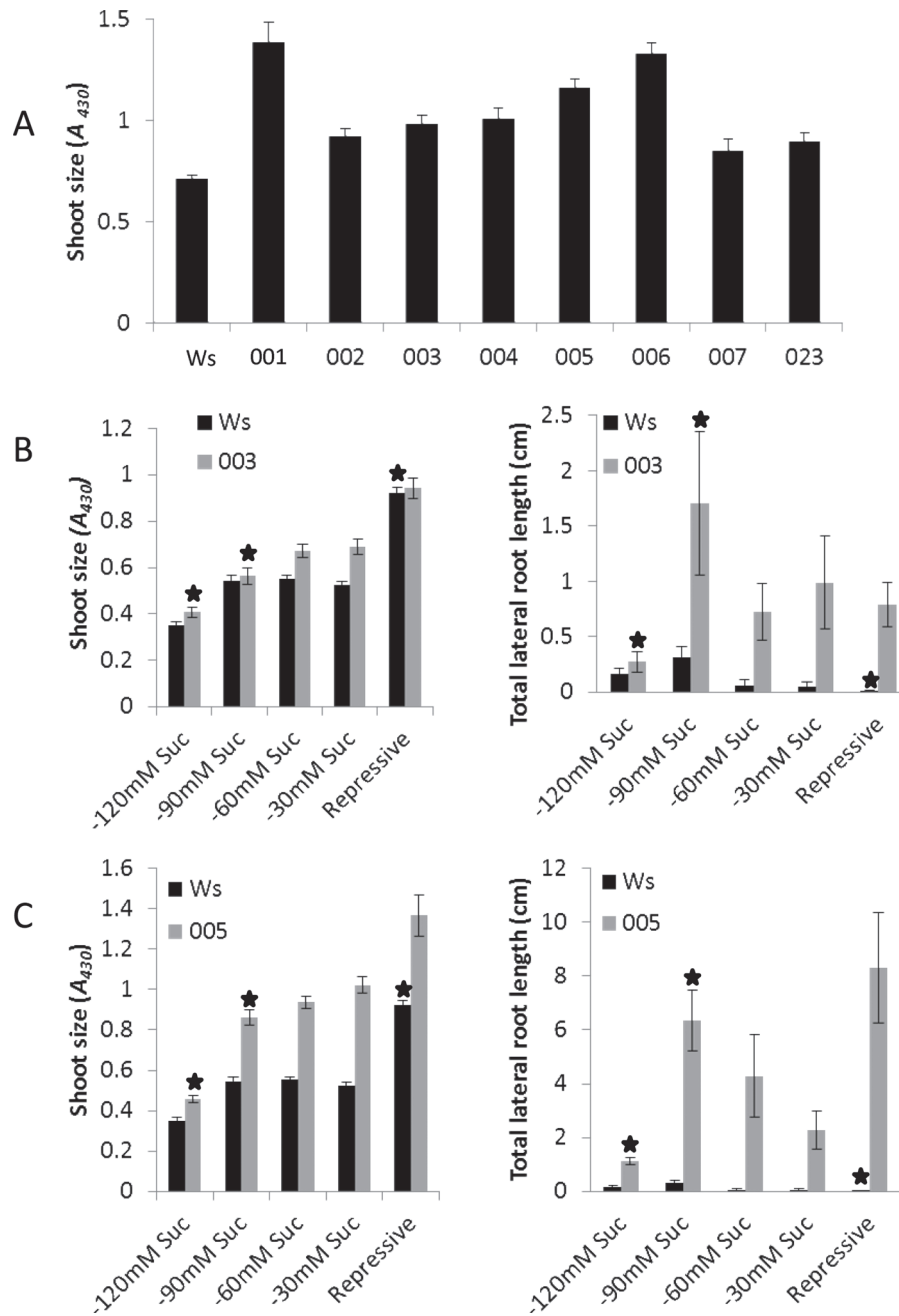 A
Shoot size (A 430)
1.5
1
0.5
0
Ws 001 002 003 004 005 006 007 023
B
Shoot size (A430)
Ws
003
1.2
1
0.8
0.6
0.4
0.2
0
-120mM Suc
-90mM Suc
-60mM Suc
-30mM Suc
Repressive
Total lateral root length (cm)
Ws
003
2.5
2
1.5
1
0.5
0
-120mM Suc
-90mM Suc
-60mM Suc
-30mM Suc
Repressive
C
Shoot size (A430)
Ws
005
1.6
1.4
1.2
1
0.8
0.6
0.4
0.2
0
-120mM Suc
-90mM Suc
-60mM Suc
-30mM Suc
Repressive
Total lateral root length (cm)
Ws
005
12
10
8
6
4
2
0
-120mM Suc
-90mM Suc
-60mM Suc
-30mM Suc
Repressive